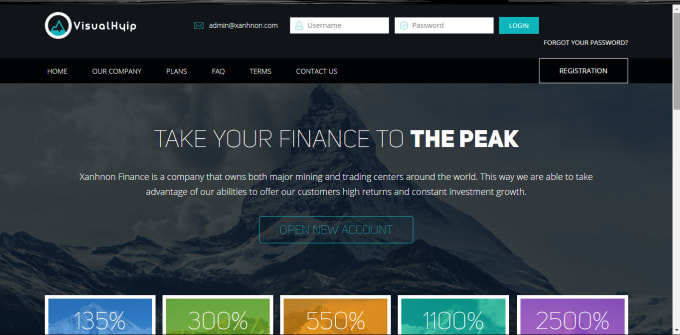 VisualHyip
admin@xanhnon.com
Username
Password
LOGIN
FORGOT YOUR PASSWORD?
HOME
OUR COMPANY
PLANS
FAQ
TERMS
CONTACT US
REGISTRATION
TAKE YOUR FINANCE TO THE PEAK
Xanhnon Finance is a company that owns both major mining and trading centers around the world. This way we are able to take
advantage of our abilities to offer our customers high returns and constant investment growth.
OPEN NEW ACCOUNT
135%
300%
550%
1100%
2500%